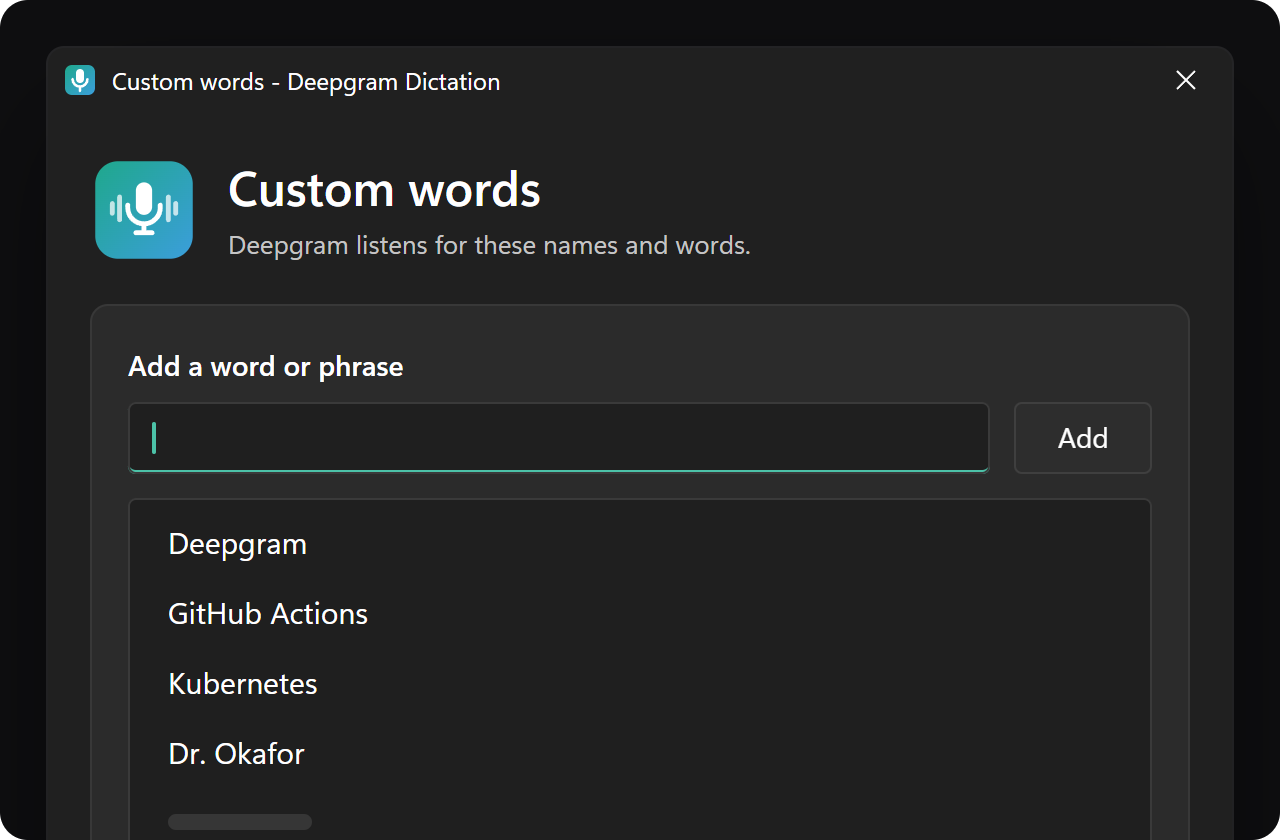 Custom words - Deepgram Dictation
Custom words
Deepgram listens for these names and words.
Add a word or phrase
Add
Deepgram
GitHub Actions
Kubernetes
Dr. Okafor